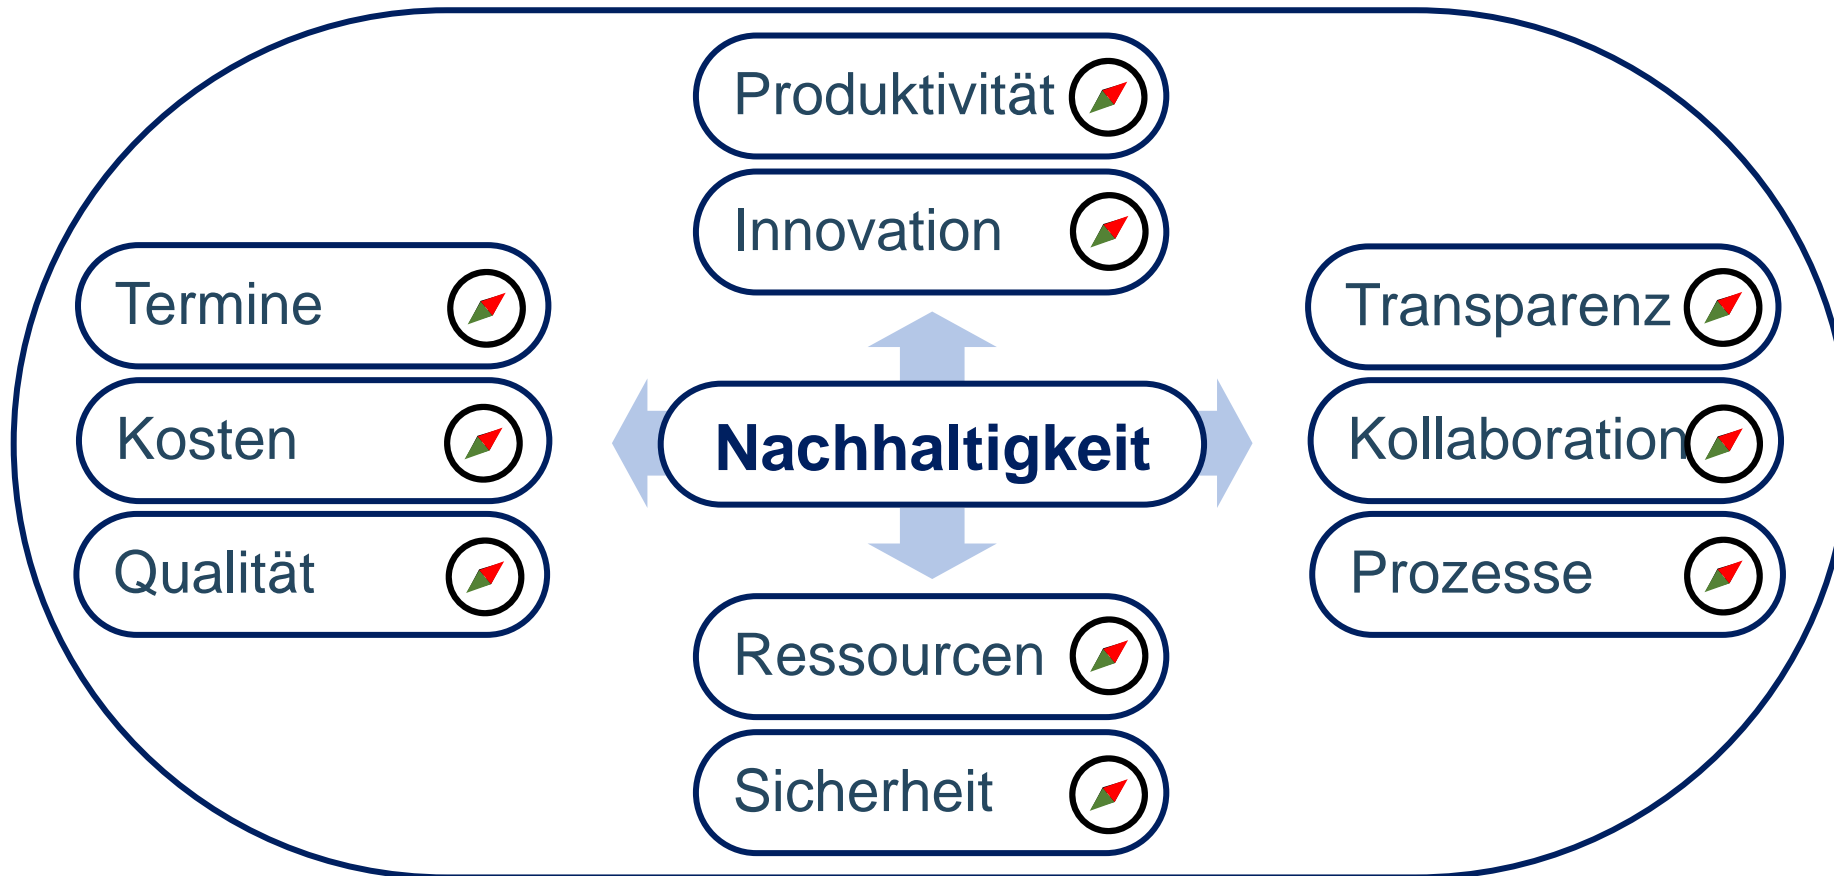 Produktivität
Innovation
Termine
Kosten
Qualität
Nachhaltigkeit
Transparenz
Kollaboration
Prozesse
Ressourcen
Sicherheit